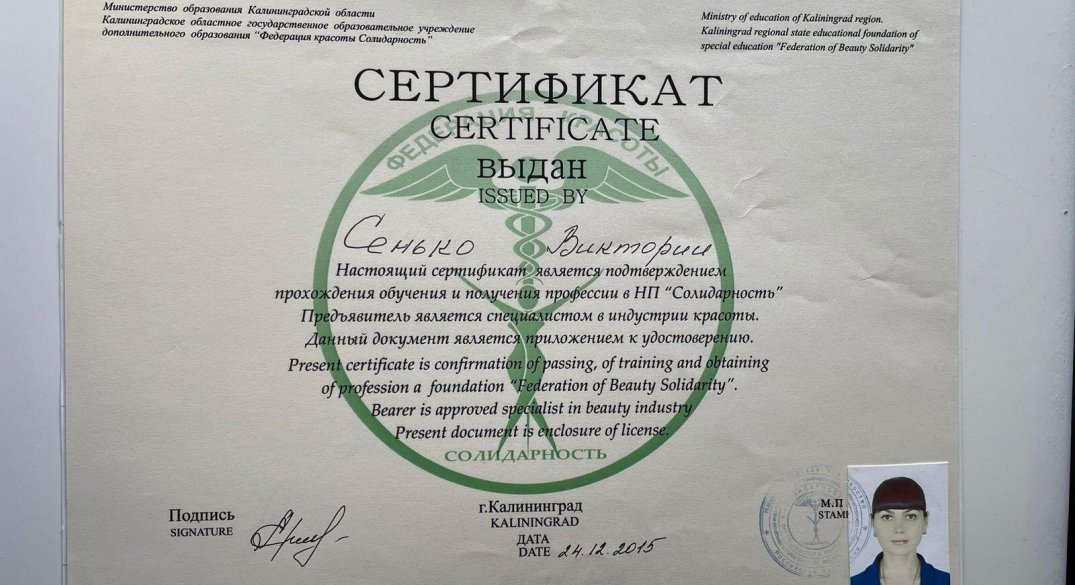 Министерство образования Калининградской области
Калининградское областное государственное образовательное учреждение
дополнительного образования “Федерация красоты Солидарность”
Ministry of education of Kaliningrad region.
Kaliningrad regional state educational foundation of
special education "Federation of Beauty Solidarity"
СЕРТИФИКАТ
CERTIFICATE
ФЕДЕРАЦИЯ КРАСОТЫ
ВЫДАН
ISSUED BY
Сенько Виктории
Настоящий сертификат является подтверждением
прохождения обучения и получения профессии в НП “Солидарность”
Предъявитель является специалистом в индустрии красоты.
Данный документ является приложением к удостоверению.
Present certificate is confirmation of passing, of training and obtaining
of profession a foundation “Federation of Beauty Solidarity”.
Bearer is approved specialist in beauty industry
Present document is enclosure of license.
СОЛИДАРНОСТЬ
Подпись
SIGNATURE
г.Калининград
KALININGRAD
ДАТА
DATE 24.12.2015
М.П
STAMP